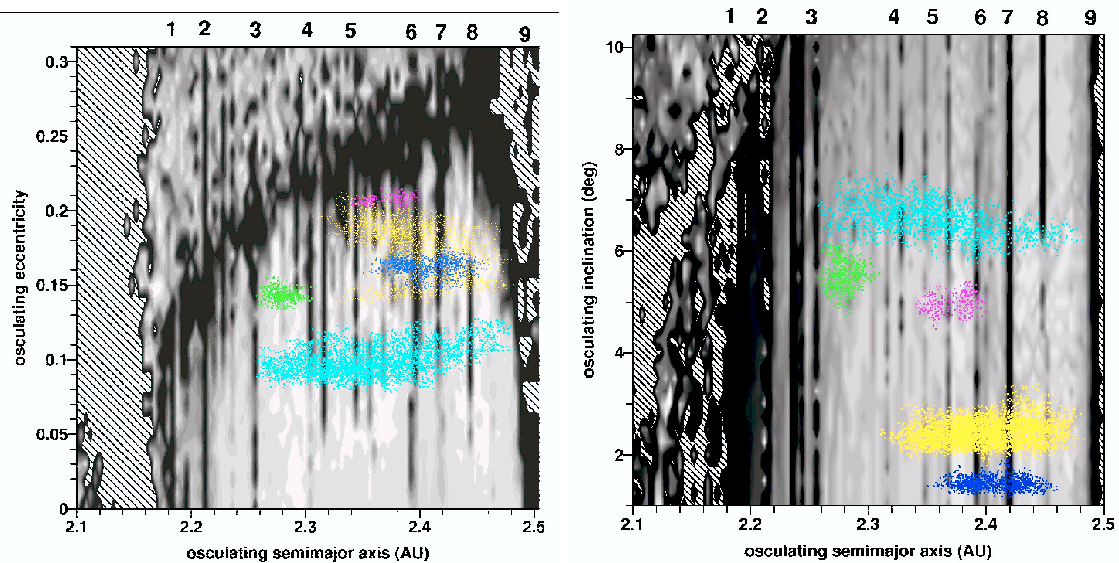 1 2 3 4 5 6 7 8 9
0.3
0.25
0.2
0.15
0.1
0.05
0
2.1 2.2 2.3 2.4 2.5
osculating eccentricity
osculating semimajor axis (AU)
1 2 3 4 5 6 7 8 9
10
8
6
4
2
2.1 2.2 2.3 2.4 2.5
osculating inclination (deg)
osculating semimajor axis (AU)